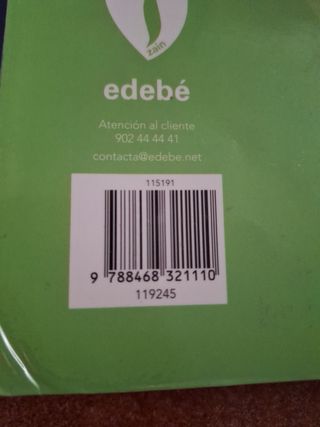 zain
edebé
Atención al cliente
902 44 44 41
contacta@edebe.net
115191
9 788468 321110
119245